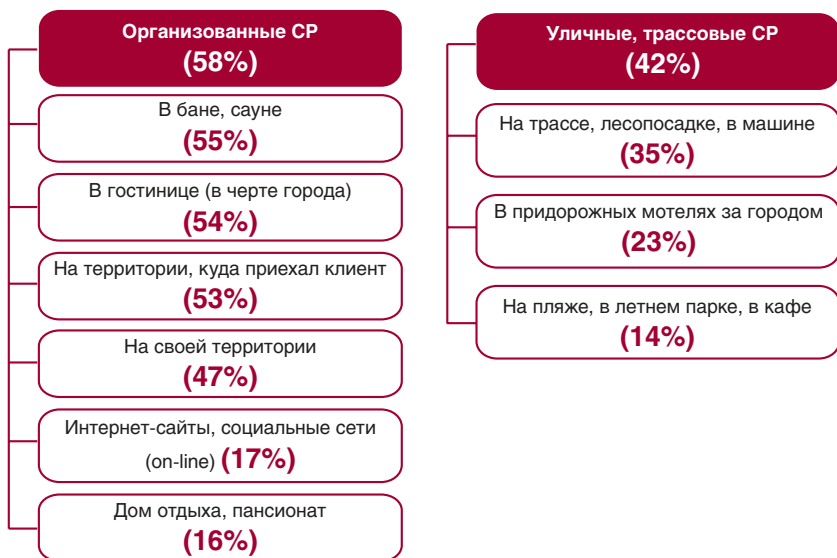 Организованные СР
(58%)
В бане, сауне
(55%)
В гостинице (в черте города)
(54%)
На территории, куда приехал клиент
(53%)
На своей территории
(47%)
Интернет-сайты, социальные сети
(on-line) (17%)
Дом отдыха, пансионат
(16%)
Уличные, трассовые СР
(42%)
На трассе, лесопосадке, в машине
(35%)
В придорожных мотелях за городом
(23%)
На пляже, в летнем парке, в кафе
(14%)